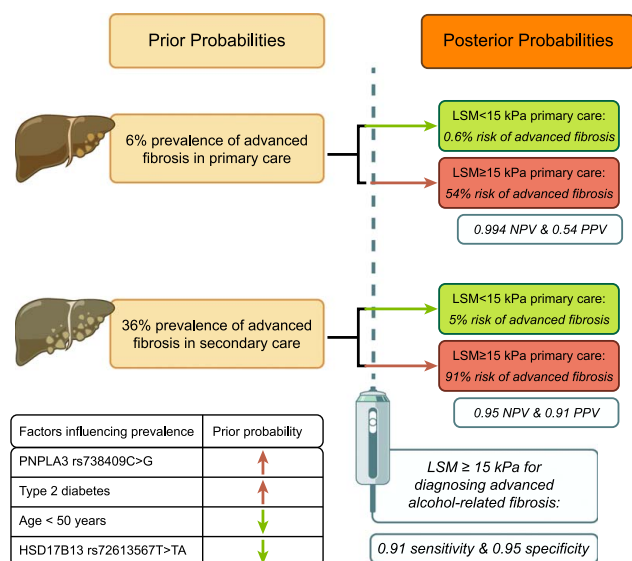 Prior Probabilities
Posterior Probabilities
6% prevalence of advanced
fibrosis in primary care
LSM<15 kPa primary care:
0.6% risk of advanced fibrosis
LSM≥15 kPa primary care:
54% risk of advanced fibrosis
0.994 NPV & 0.54 PPV
36% prevalence of advanced
fibrosis in secondary care
LSM<15 kPa primary care:
5% risk of advanced fibrosis
LSM≥15 kPa primary care:
91% risk of advanced fibrosis
0.95 NPV & 0.91 PPV
Factors influencing prevalence Prior probability
PNPLA3 rs738409C>G
Type 2 diabetes
Age < 50 years
HSD17B13 rs72613567T>TA
LSM ≥ 15 kPa for
diagnosing advanced
alcohol-related fibrosis:
0.91 sensitivity & 0.95 specificity